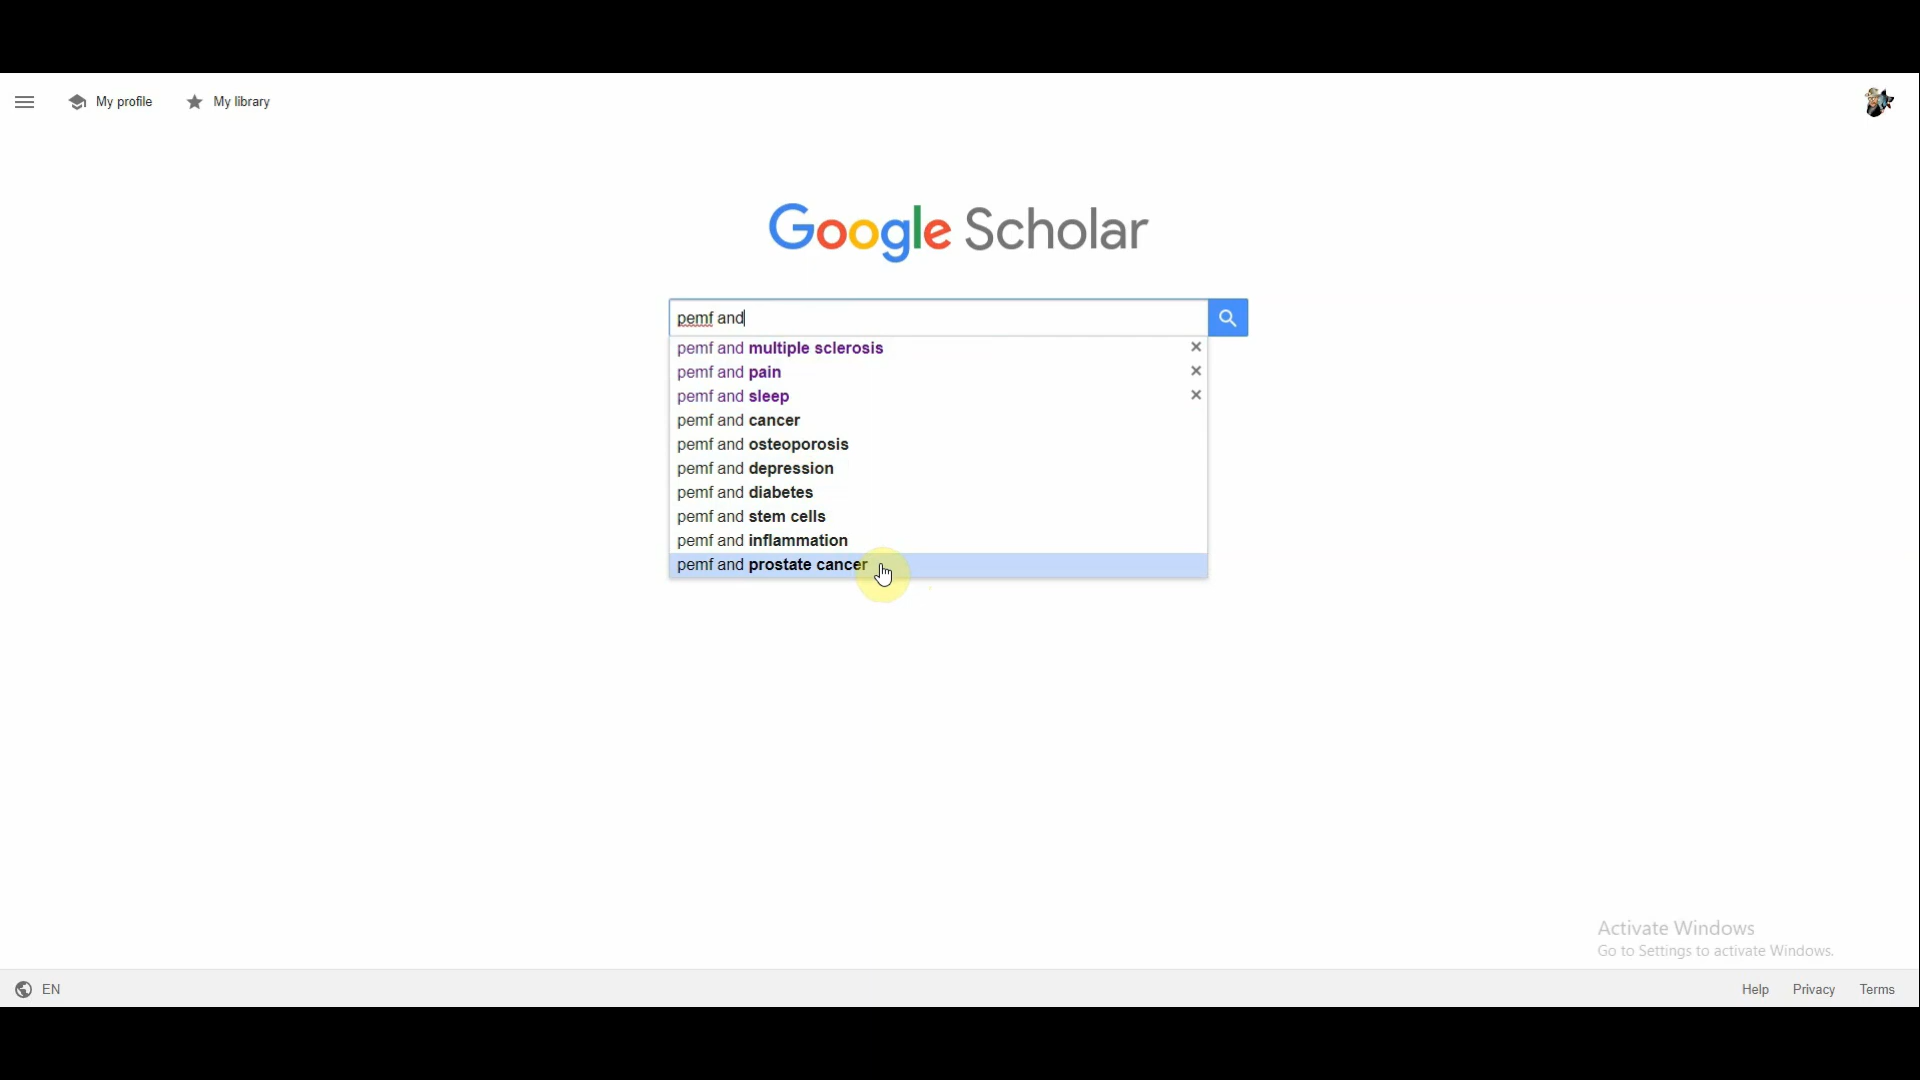 My profile
My library
Google Scholar
pemf and
pemf and multiple sclerosis
pemf and pain
pemf and sleep
pemf and cancer
pemf and osteoporosis
pemf and depression
pemf and diabetes
pemf and stem cells
pemf and inflammation
pemf and prostate cancer
Activate Windows
Go to Settings to activate Windows.
EN
Help Privacy Terms